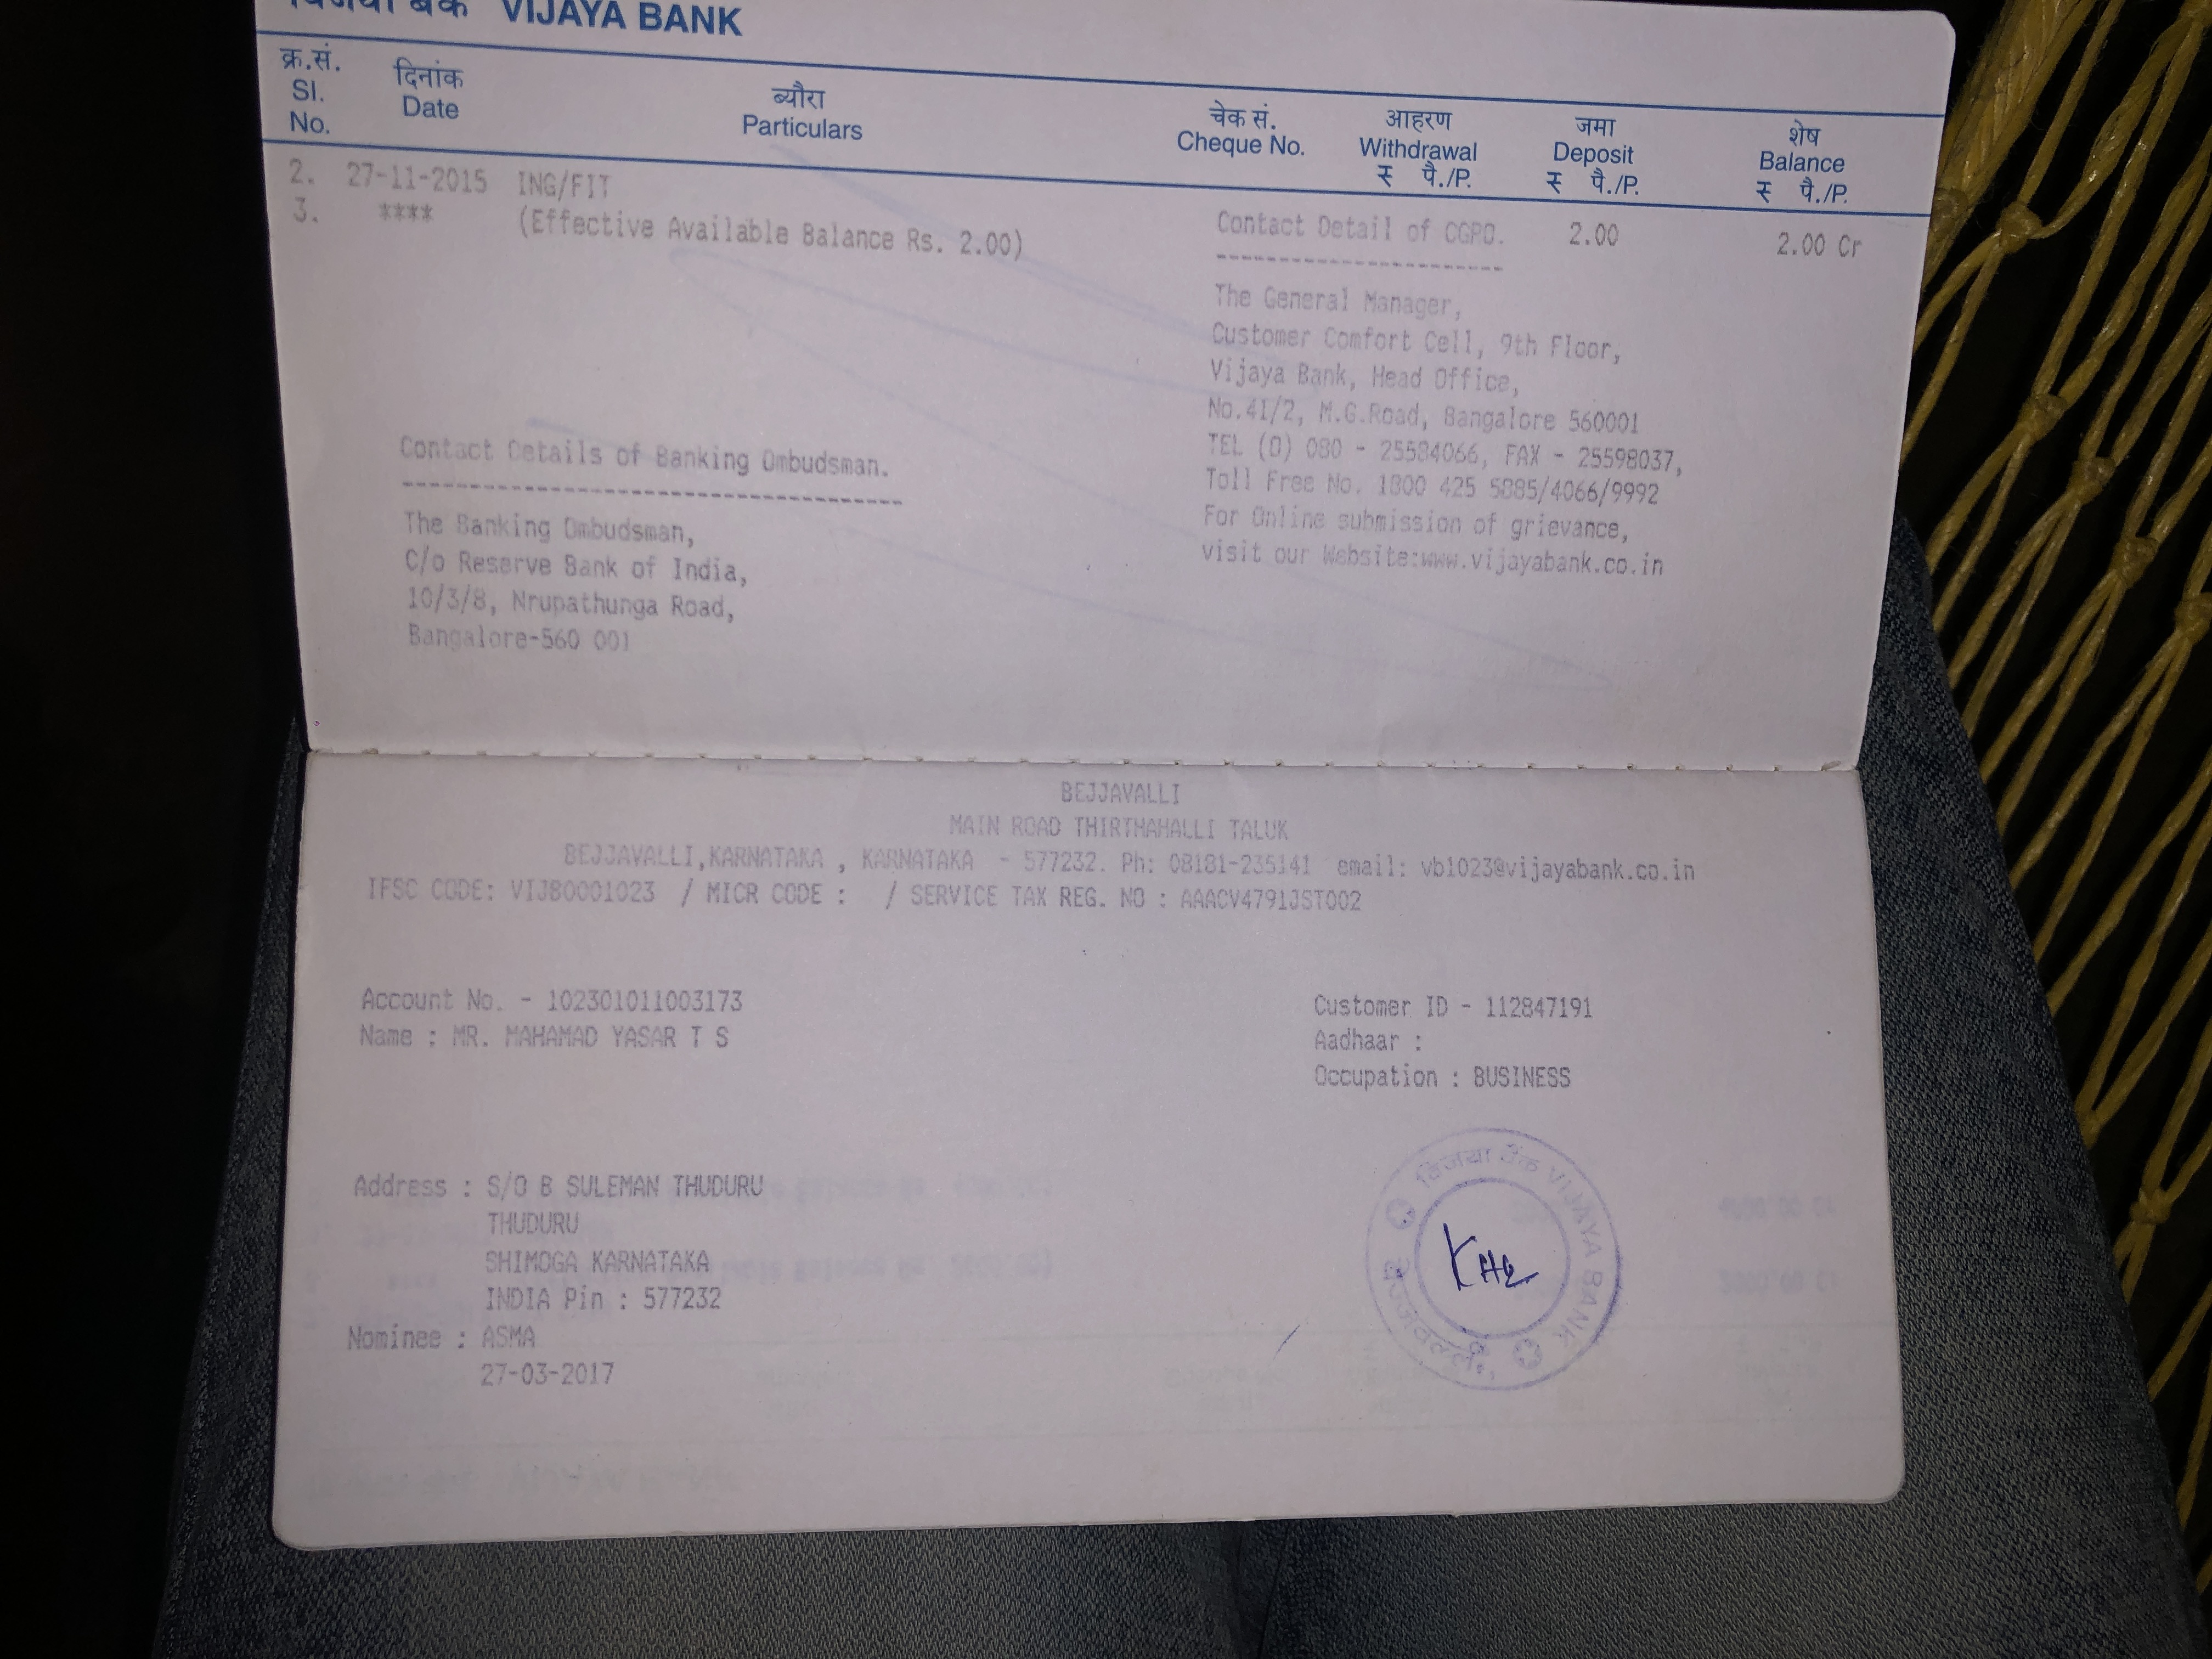 VIJAYA BANK
क्र.सं. दिनांक ब्यौरा चेक सं. आहरण जमा शेष
Sl. Date Particulars Cheque No. Withdrawal Deposit Balance
No. ₹ पै./P. ₹ पै./P. ₹ पै./P.
2. 27-11-2015 ING/FIT 2.00 2.00 Cr
3. **** (Effective Available Balance Rs. 2.00)
Contact Detail of CGPO.
------------------------
The General Manager,
Customer Comfort Cell, 9th Floor,
Vijaya Bank, Head Office,
No.41/2, M.G.Road, Bangalore 560001
TEL (O) 080 - 25584066, FAX - 25598037,
Toll Free No. 1800 425 5885/4066/9992
For Online submission of grievance,
visit our Website:www.vijayabank.co.in
Contact Details of Banking Ombudsman.
------------------------------------------
The Banking Ombudsman,
C/o Reserve Bank of India,
10/3/8, Nrupathunga Road,
Bangalore-560 001
BEJJAVALLI
MAIN ROAD THIRTHAHALLI TALUK
BEJJAVALLI,KARNATAKA , KARNATAKA - 577232. Ph: 08181-235141 email: vb1023@vijayabank.co.in
IFSC CODE: VIJB0001023 / MICR CODE : / SERVICE TAX REG. NO : AAACV4791JST002
Account No. - 102301011003173 Customer ID - 112847191
Name : MR. MAHAMAD YASAR T S Aadhaar :
Occupation : BUSINESS
Address : S/O B SULEMAN THUDURU
THUDURU
SHIMOGA KARNATAKA
INDIA Pin : 577232
Nominee : ASMA
27-03-2017
VIJAYA BANK